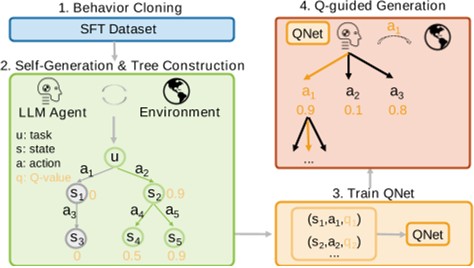 1. Behavior Cloning
SFT Dataset
2. Self-Generation & Tree Construction
LLM Agent
Environment
u: task
s: state
a: action
q: Q-value
u
a1
a2
s1
0
s2
0.9
a3
a4
a5
s3
s4
s5
0
0.5
0.9
3. Train QNet
(s1,a1,q1)
(s2,a2,q2)
...
QNet
4. Q-guided Generation
QNet
a1
a1
a2
a3
0.9
0.1
0.8
...